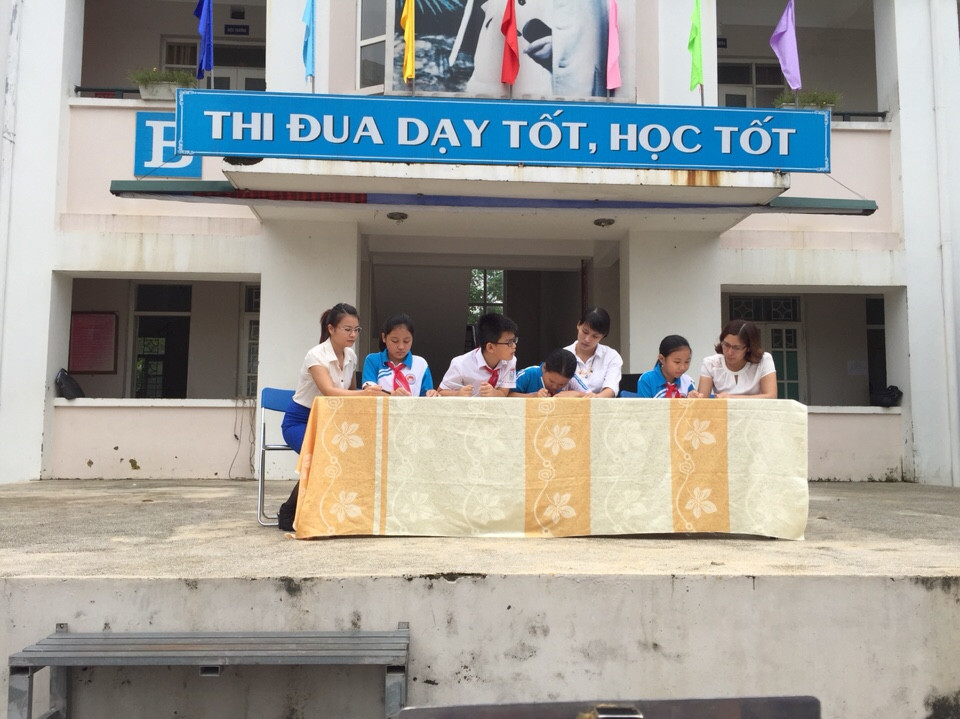 THI ĐUA DẠY TỐT, HỌC TỐT
E